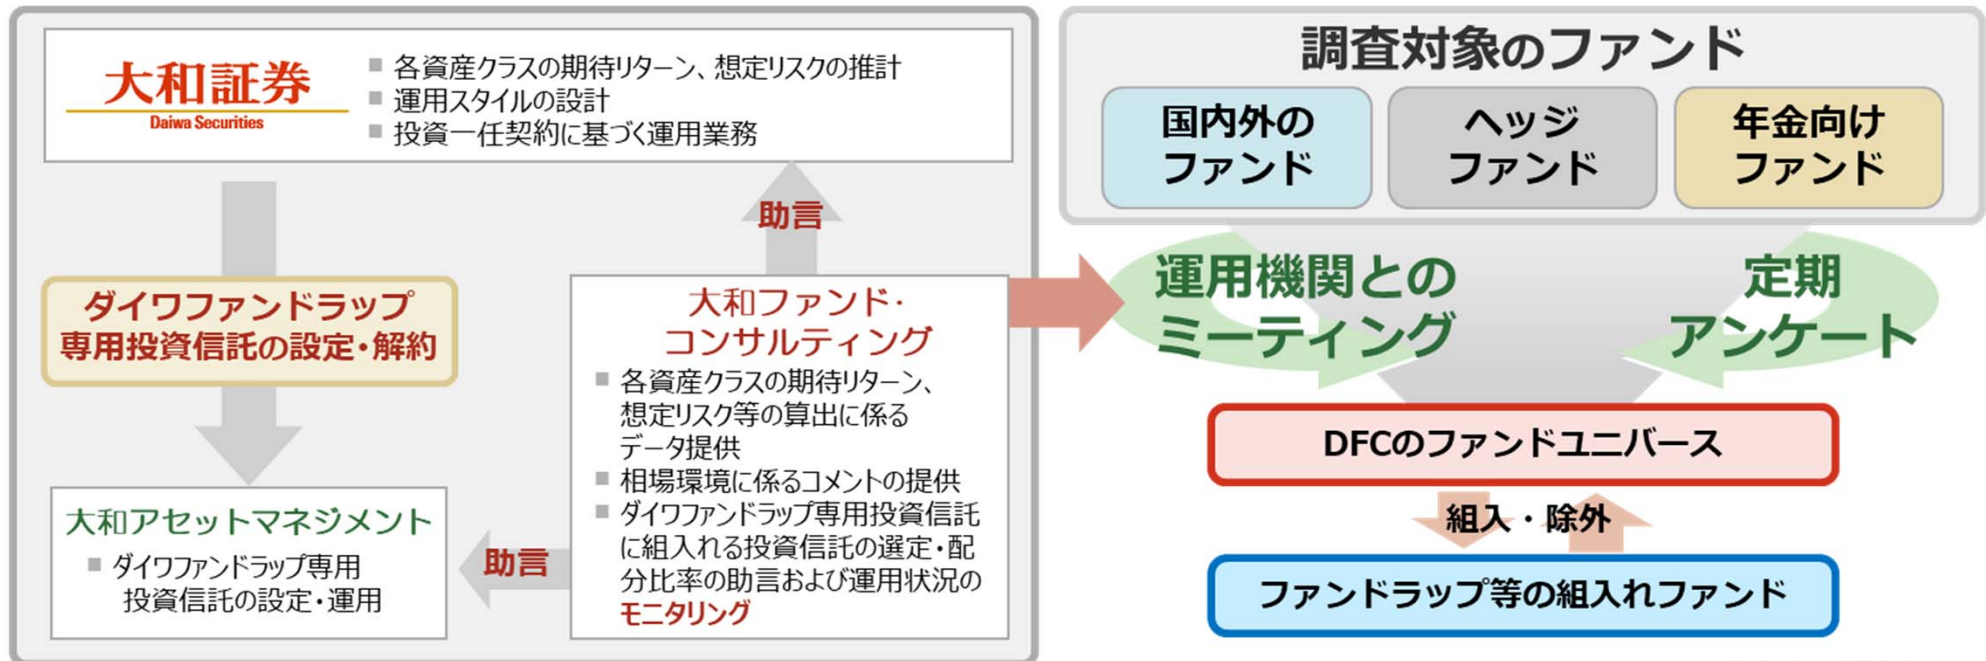 大和証券
Daiwa Securities
■ 各資産クラスの期待リターン、想定リスクの推計
■ 運用スタイルの設計
■ 投資一任契約に基づく運用業務
助言
ダイワファンドラップ
専用投資信託の設定・解約
大和ファンド・
コンサルティング
■ 各資産クラスの期待リターン、
想定リスク等の算出に係る
データ提供
■ 相場環境に係るコメントの提供
■ ダイワファンドラップ専用投資信託
に組入れる投資信託の選定・配
分比率の助言および運用状況の
モニタリング
助言
大和アセットマネジメント
■ ダイワファンドラップ専用
投資信託の設定・運用
調査対象のファンド
国内外の
ファンド
ヘッジ
ファンド
年金向け
ファンド
運用機関との
ミーティング
定期
アンケート
DFCのファンドユニバース
組入・除外
ファンドラップ等の組入れファンド